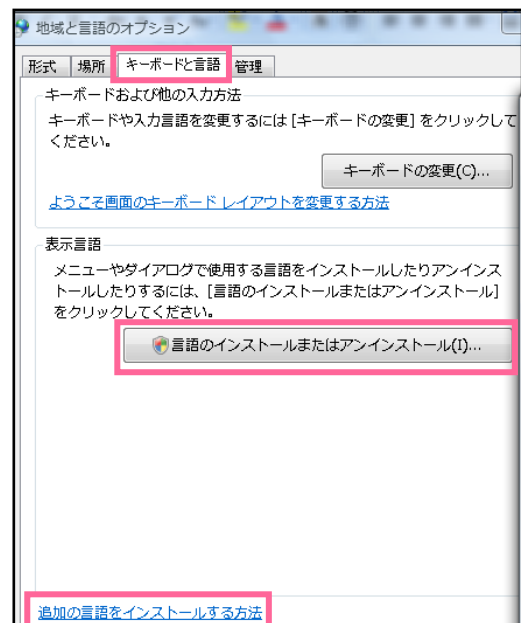 地域と言語のオプション
形式 場所 キーボードと言語 管理
キーボードおよび他の入力方法
キーボードや入力言語を変更するには [キーボードの変更] をクリックして
ください。
キーボードの変更(C)...
ようこそ画面のキーボード レイアウトを変更する方法
表示言語
メニューやダイアログで使用する言語をインストールしたりアンインス
トールしたりするには、[言語のインストールまたはアンインストール]
をクリックしてください。
言語のインストールまたはアンインストール(I)...
追加の言語をインストールする方法